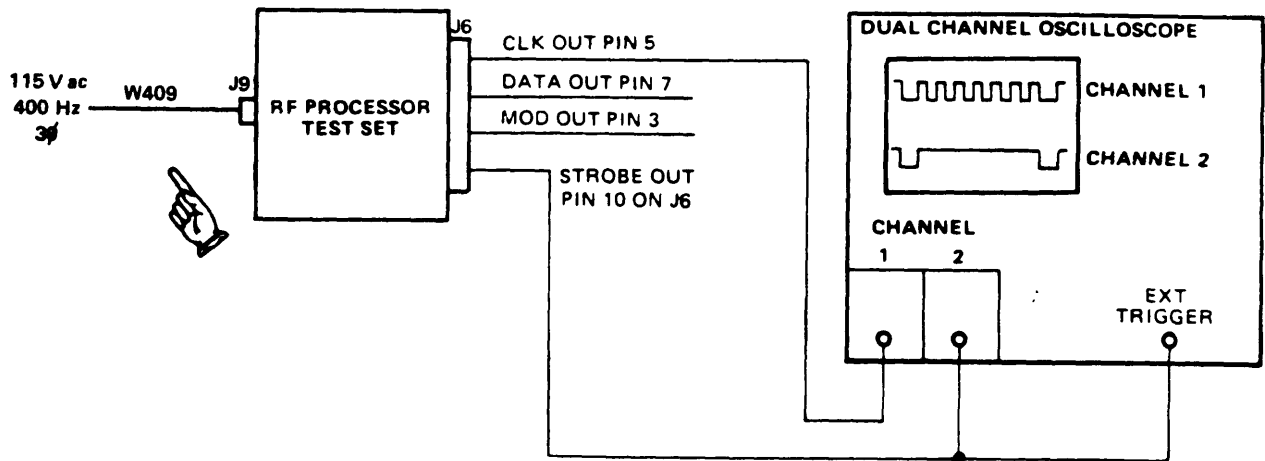 115 V ac
400 Hz
3ø
W409
J9
RF PROCESSOR
TEST SET
J6
CLK OUT PIN 5
DATA OUT PIN 7
MOD OUT PIN 3
STROBE OUT
PIN 10 ON J6
DUAL CHANNEL OSCILLOSCOPE
CHANNEL 1
CHANNEL 2
CHANNEL
1 2
EXT
TRIGGER